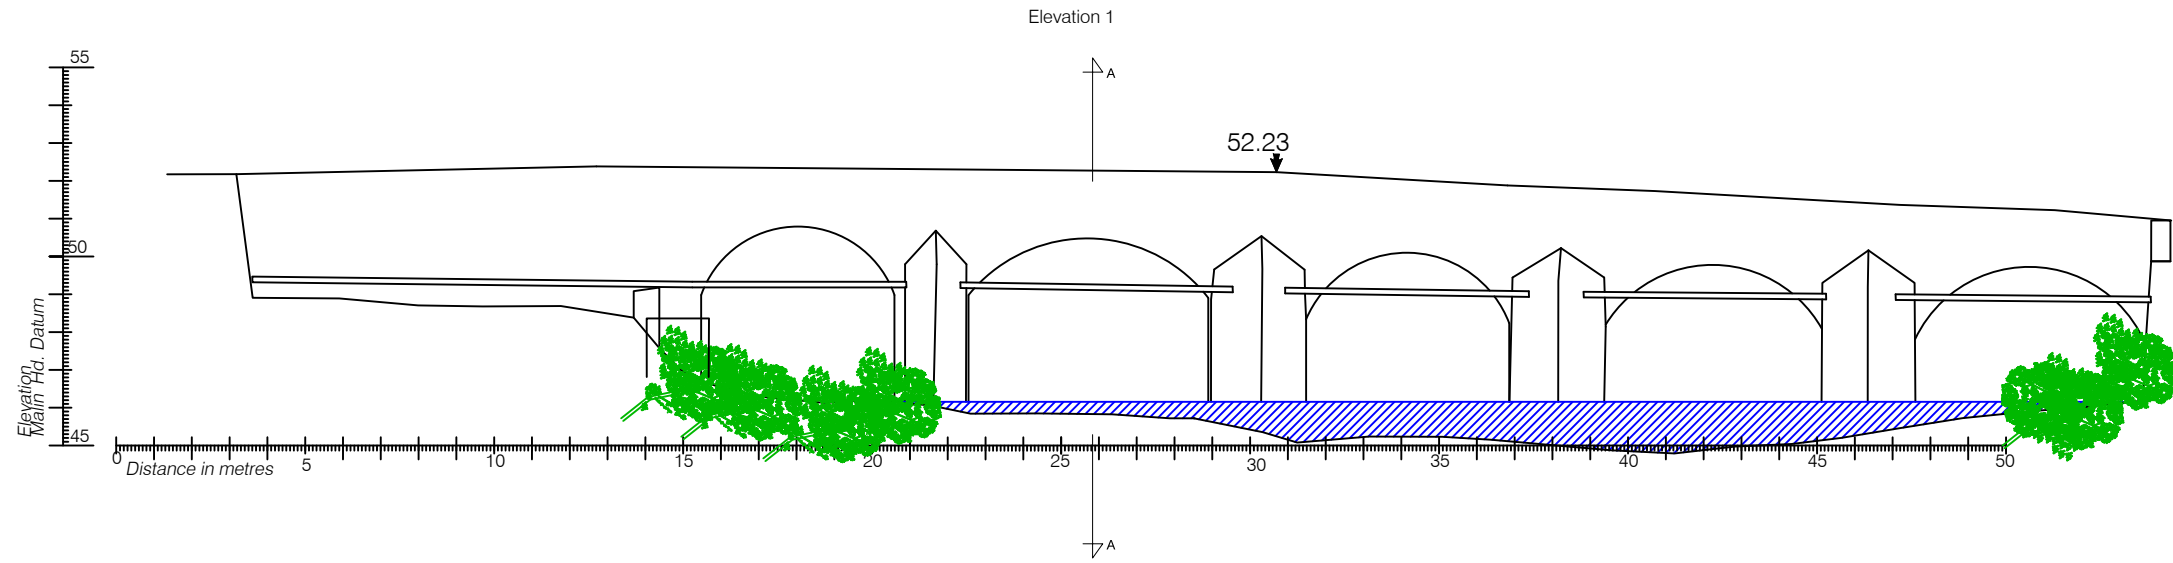 Elevation 1
55
A
52.23
50
Elevation
Malin Hd. Datum
45
0 5 10 15 20 25 30 35 40 45 50
Distance in metres
A